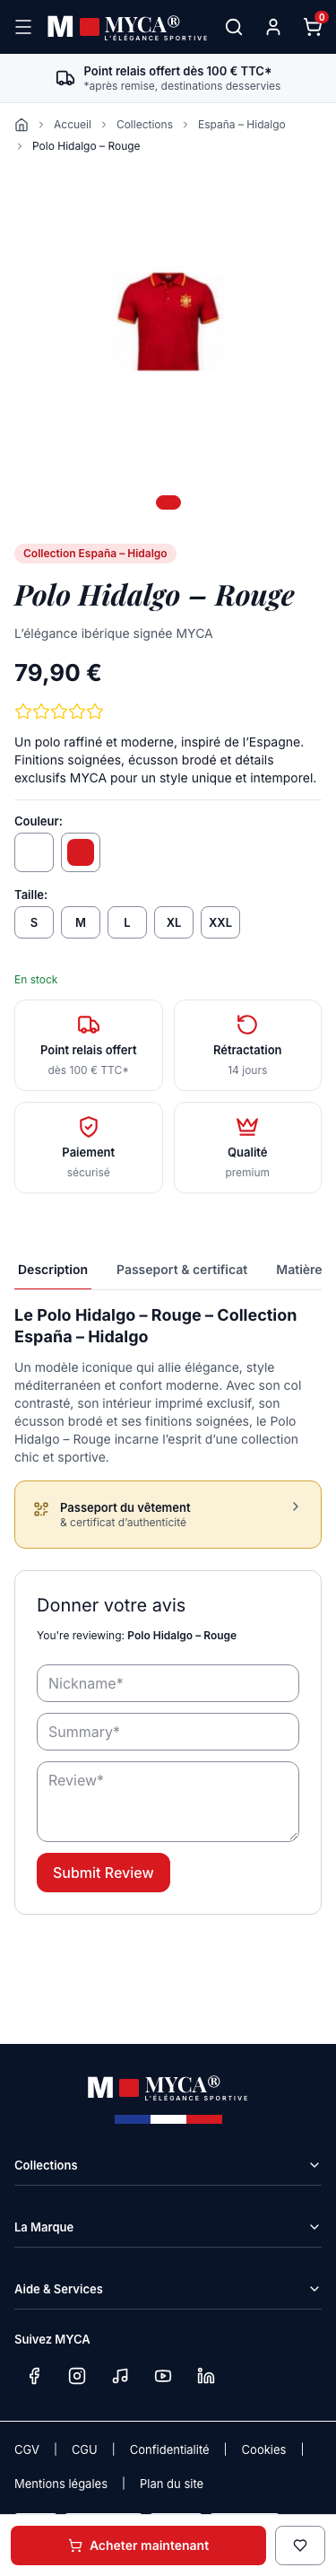 M MYCA®
L'ÉLÉGANCE SPORTIVE
0
Point relais offert dès 100 € TTC*
*après remise, destinations desservies
Accueil > Collections > España – Hidalgo
> Polo Hidalgo – Rouge
Collection España – Hidalgo
Polo Hidalgo – Rouge
L’élégance ibérique signée MYCA
79,90 €
Un polo raffiné et moderne, inspiré de l’Espagne.
Finitions soignées, écusson brodé et détails
exclusifs MYCA pour un style unique et intemporel.
Couleur:
Taille:
S M L XL XXL
En stock
Point relais offert
dès 100 € TTC*
Rétractation
14 jours
Paiement
sécurisé
Qualité
premium
Description Passeport & certificat Matière
Le Polo Hidalgo – Rouge – Collection
España – Hidalgo
Un modèle iconique qui allie élégance, style
méditerranéen et confort moderne. Avec son col
contrasté, son intérieur imprimé exclusif, son
écusson brodé et ses finitions soignées, le Polo
Hidalgo – Rouge incarne l’esprit d’une collection
chic et sportive.
Passeport du vêtement
& certificat d’authenticité
Donner votre avis
You're reviewing: Polo Hidalgo – Rouge
Nickname*
Summary*
Review*
Submit Review
M MYCA®
L'ÉLÉGANCE SPORTIVE
Collections
La Marque
Aide & Services
Suivez MYCA
CGV | CGU | Confidentialité | Cookies |
Mentions légales | Plan du site
Acheter maintenant